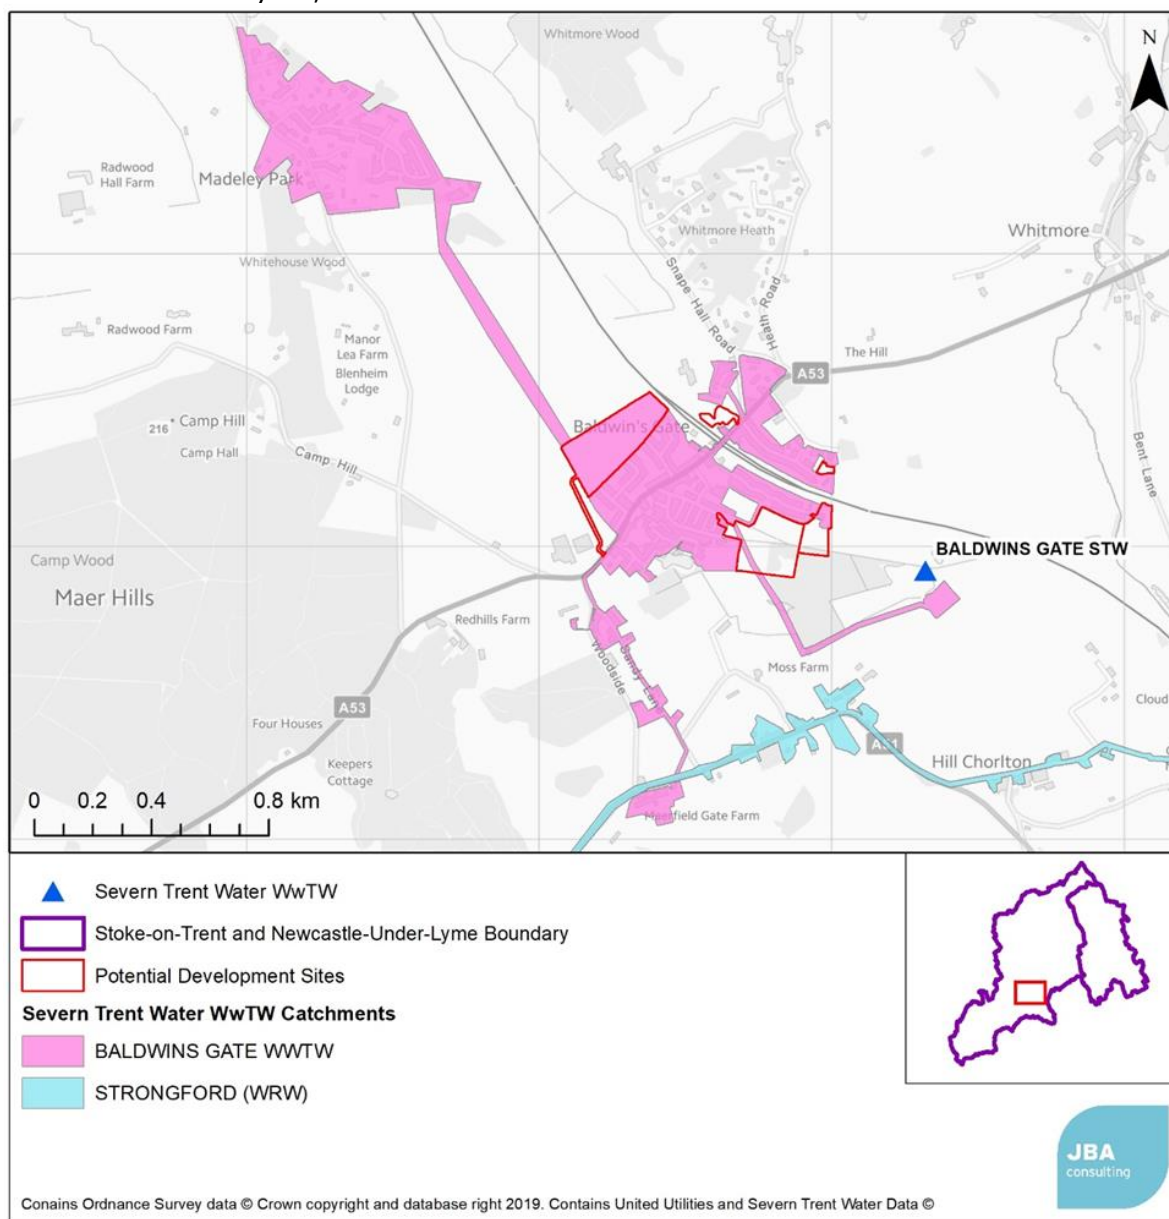 Whitmore Wood
N
Radwood
Hall Farm
Madeley Park
Whitmore Heath
Whitmore
Whitehouse Wood
Snape Hall Road
Heath Road
Radwood Farm
Manor
Lea Farm
Blenheim
Lodge
The Hill
A53
216
Camp Hill
Camp Hall
Camp Hill
Baldwin's Gate
Bent Lane
Camp Wood
BALDWINS GATE STW
Maer Hills
Redhills Farm
Woodside
Sandy Lane
Moss Farm
A53
Four Houses
Cloud
A51
Hill Chorlton
Keepers
Cottage
Maerfield Gate Farm
0 0.2 0.4 0.8 km
Severn Trent Water WwTW
Stoke-on-Trent and Newcastle-Under-Lyme Boundary
Potential Development Sites
Severn Trent Water WwTW Catchments
BALDWINS GATE WWTW
STRONGFORD (WRW)
JBA
consulting
Conains Ordnance Survey data © Crown copyright and database right 2019. Contains United Utilities and Severn Trent Water Data ©